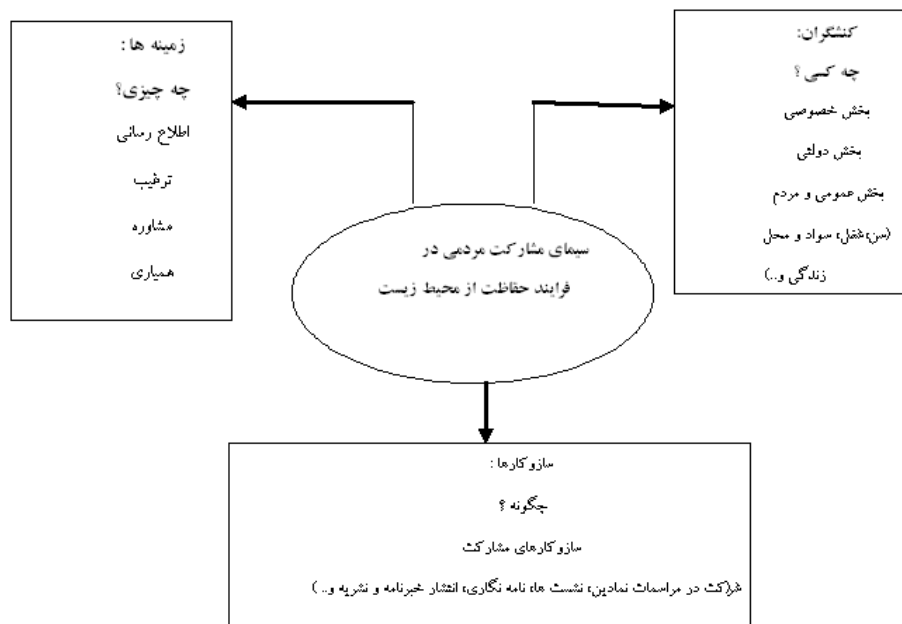 کنشگران:
چه کسی ؟
بخش خصوصی
بخش دولتی
بخش عمومی و مردم
(سن،شغل، سواد و محل
زندگی و..)
زمینه ها :
چه چیزی؟
اطلاع رسانی
ترغیب
مشاوره
همیاری
سیمای مشارکت مردمی در
فرایند حفاظت از محیط زیست
سازوکارها :
چگونه ؟
سازوکارهای مشارکت
شر(کت در مراسمات نمادین، نشست ها، نامه نگاری، انتشار خبرنامه و نشریه و.. )